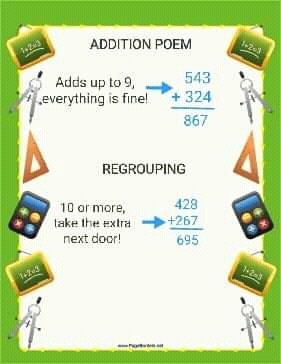 1+2=3
1+2=3
ADDITION POEM
Adds up to 9,
everything is fine!
543
+ 324
867
REGROUPING
10 or more,
take the extra
next door!
428
+267
695
1+2=3
1+2=3
www.PageBorders.net